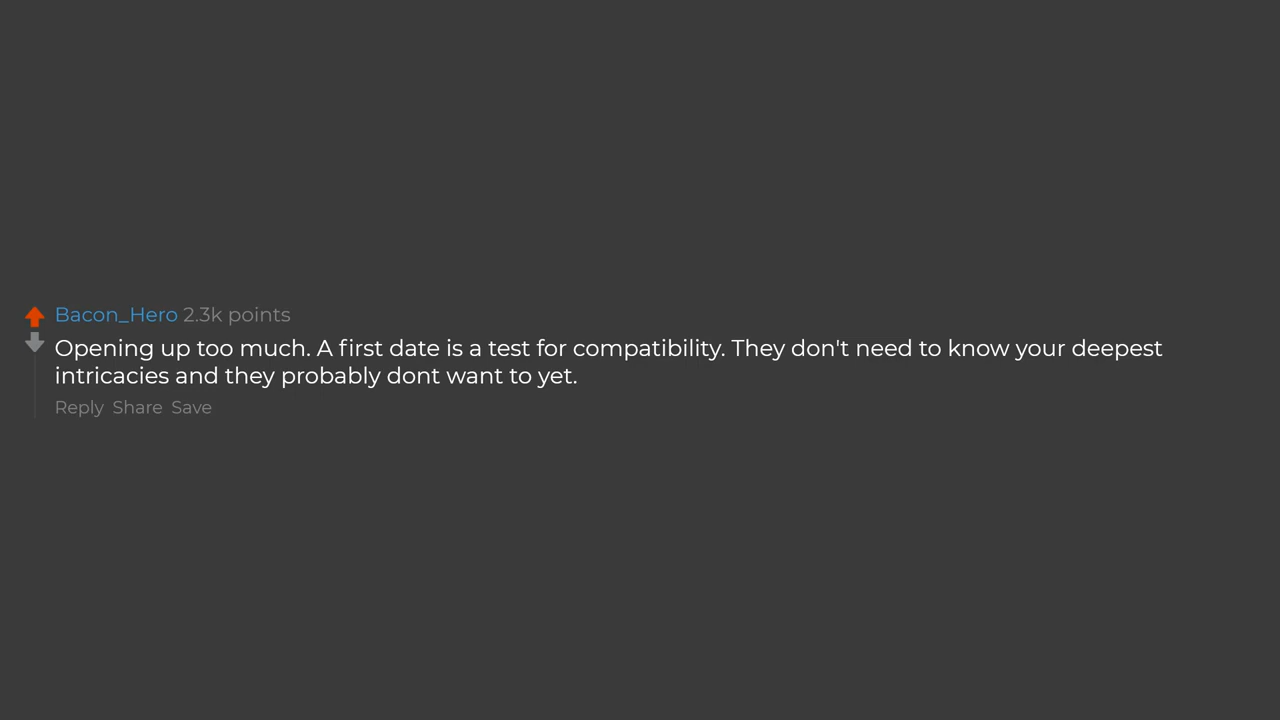 Bacon_Hero 2.3k points
Opening up too much. A first date is a test for compatibility. They don't need to know your deepest
intricacies and they probably dont want to yet.
Reply Share Save